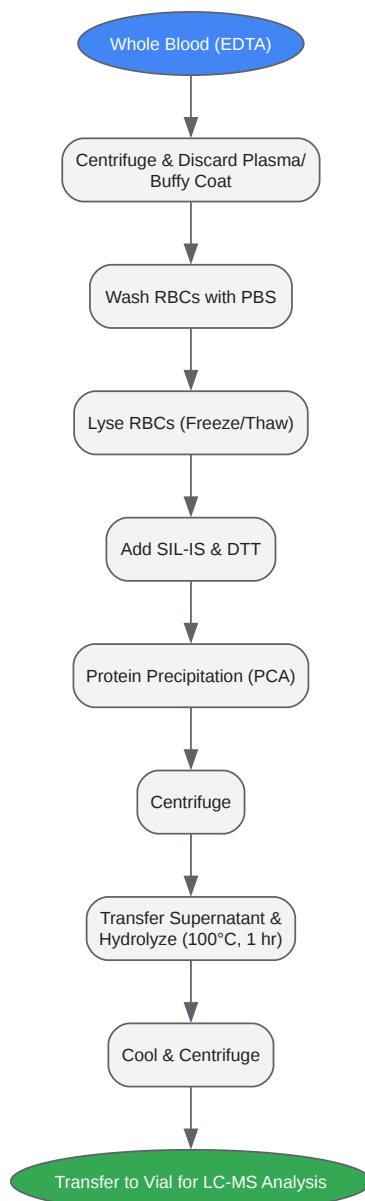 Whole Blood (EDTA)
Centrifuge & Discard Plasma/
Buffy Coat
Wash RBCs with PBS
Lyse RBCs (Freeze/Thaw)
Add SIL-IS & DTT
Protein Precipitation (PCA)
Centrifuge
Transfer Supernatant &
Hydrolyze (100°C, 1 hr)
Cool & Centrifuge
Transfer to Vial for LC-MS Analysis